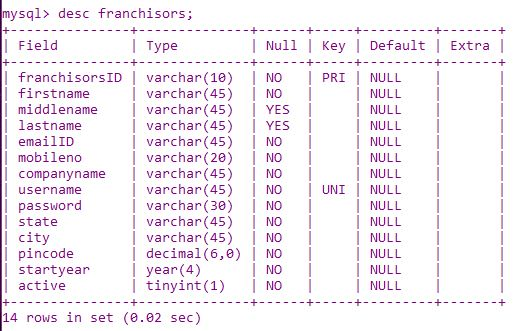 mysql> desc franchisors;
+---------------+--------------+------+-----+---------+-------+
| Field         | Type         | Null | Key | Default | Extra |
+---------------+--------------+------+-----+---------+-------+
| franchisorsID | varchar(10)  | NO   | PRI | NULL    |       |
| firstname     | varchar(45)  | NO   |     | NULL    |       |
| middlename    | varchar(45)  | YES  |     | NULL    |       |
| lastname      | varchar(45)  | YES  |     | NULL    |       |
| emailID       | varchar(45)  | NO   |     | NULL    |       |
| mobileno      | varchar(20)  | NO   |     | NULL    |       |
| companyname   | varchar(45)  | NO   |     | NULL    |       |
| username      | varchar(45)  | NO   | UNI | NULL    |       |
| password      | varchar(30)  | NO   |     | NULL    |       |
| state         | varchar(45)  | NO   |     | NULL    |       |
| city          | varchar(45)  | NO   |     | NULL    |       |
| pincode       | decimal(6,0) | NO   |     | NULL    |       |
| startyear     | year(4)      | NO   |     | NULL    |       |
| active        | tinyint(1)   | NO   |     | NULL    |       |
+---------------+--------------+------+-----+---------+-------+
14 rows in set (0.02 sec)